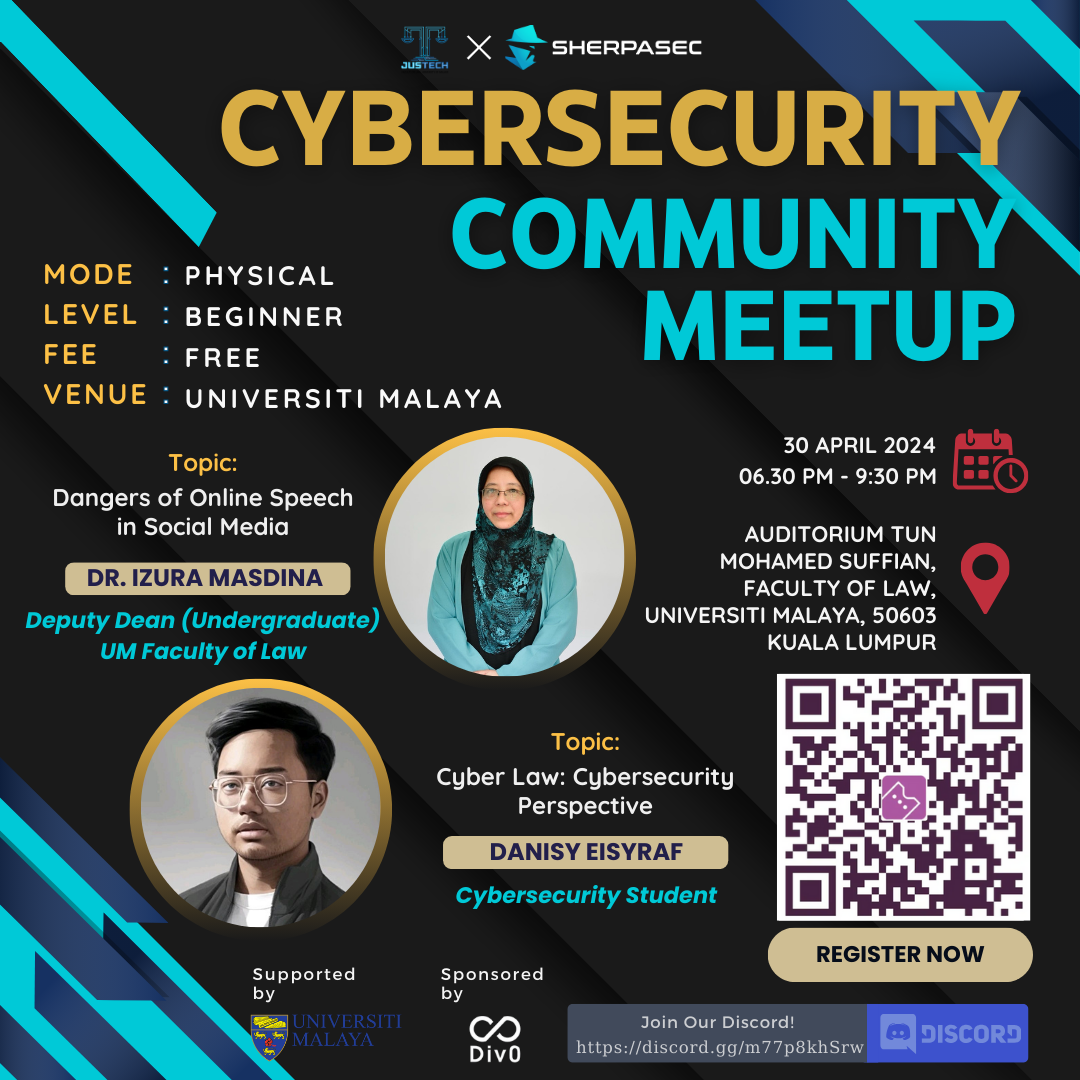 JUSTECH
SHERPASEC
CYBERSECURITY
COMMUNITY
MEETUP
MODE : PHYSICAL
LEVEL : BEGINNER
FEE : FREE
VENUE : UNIVERSITI MALAYA
Topic:
Dangers of Online Speech
in Social Media
DR. IZURA MASDINA
Deputy Dean (Undergraduate)
UM Faculty of Law
30 APRIL 2024
06.30 PM - 9:30 PM
AUDITORIUM TUN
MOHAMED SUFFIAN,
FACULTY OF LAW,
UNIVERSITI MALAYA, 50603
KUALA LUMPUR
Topic:
Cyber Law: Cybersecurity
Perspective
DANISY EISYRAF
Cybersecurity Student
REGISTER NOW
Supported
by
UNIVERSITI
MALAYA
Sponsored
by
Div0
Join Our Discord!
https://discord.gg/m77p8khSrw
DISCORD